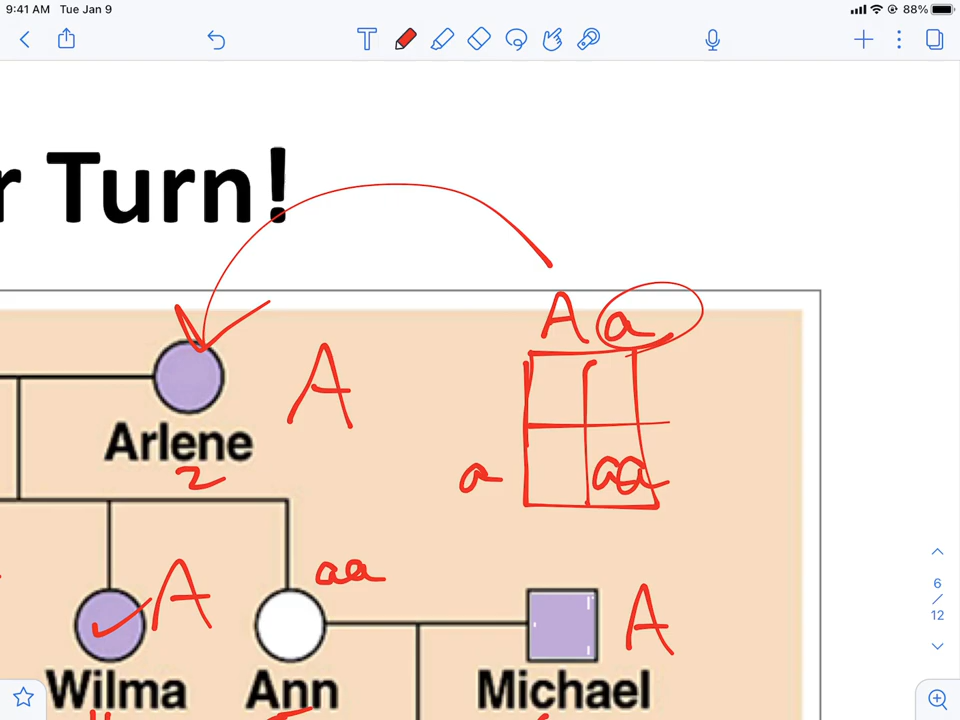 9:41 AM Tue Jan 9
88%
r Turn!
A a
A
Arlene
2
a
aa
aa
A
A
Wilma
Ann
Michael
6
/
12